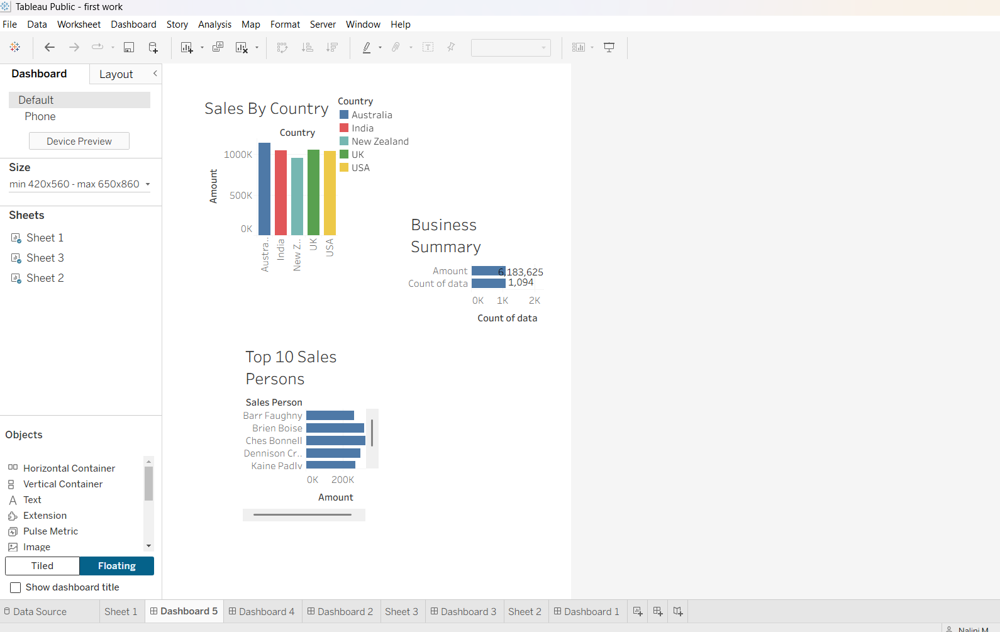 Tableau Public - first work
File Data Worksheet Dashboard Story Analysis Map Format Server Window Help
Dashboard Layout
Default
Phone
Device Preview
Size
min 420x560 - max 650x860
Sheets
Sheet 1
Sheet 3
Sheet 2
Objects
Horizontal Container
Vertical Container
Text
Extension
Pulse Metric
Image
Tiled Floating
Show dashboard title
Sales By Country
Country
Amount
1000K
500K
0K
Austra..
India
New Z..
UK
USA
Country
Australia
India
New Zealand
UK
USA
Business
Summary
Amount 6,183,625
Count of data 1,094
0K 1K 2K
Count of data
Top 10 Sales
Persons
Sales Person
Barr Faughny
Brien Boise
Ches Bonnell
Dennison Cr..
Kaine Padly
0K 200K
Amount
Data Source Sheet 1 Dashboard 5 Dashboard 4 Dashboard 2 Sheet 3 Dashboard 3 Sheet 2 Dashboard 1
Nalini M